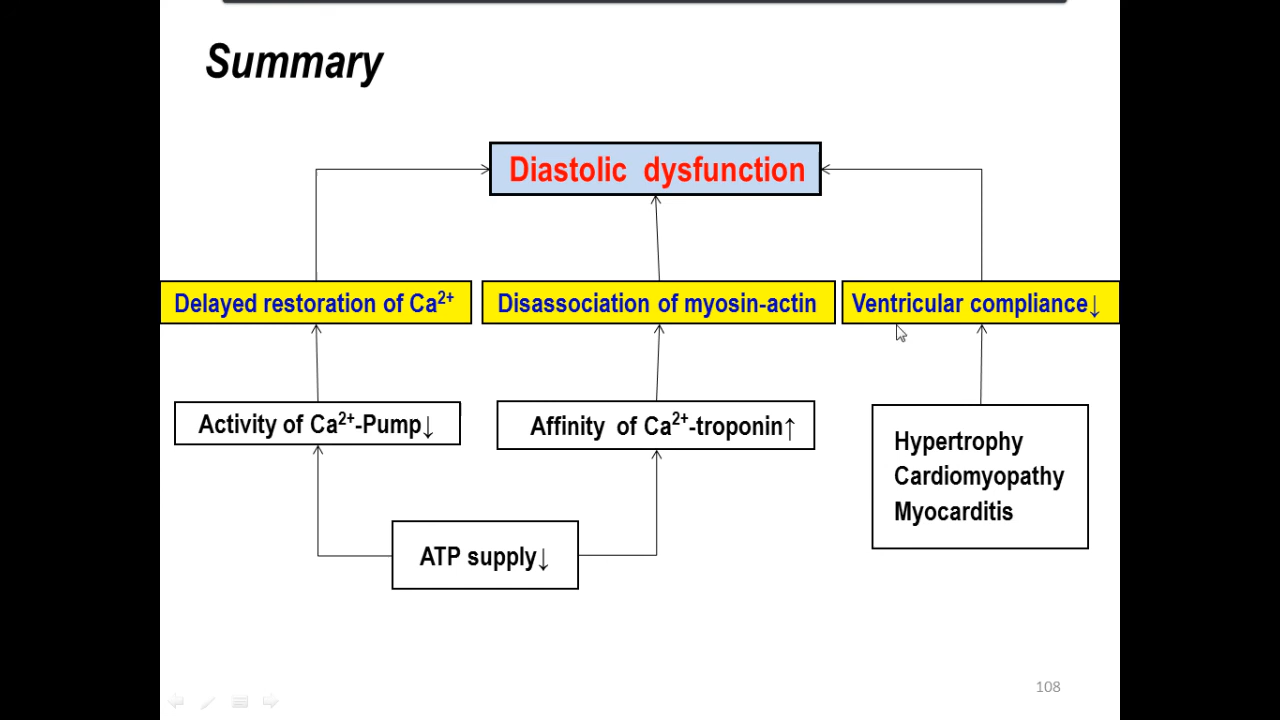 Summary
Diastolic dysfunction
Delayed restoration of Ca²⁺
Disassociation of myosin-actin
Ventricular compliance↓
Activity of Ca²⁺-Pump↓
Affinity of Ca²⁺-troponin↑
Hypertrophy
Cardiomyopathy
Myocarditis
ATP supply↓
108